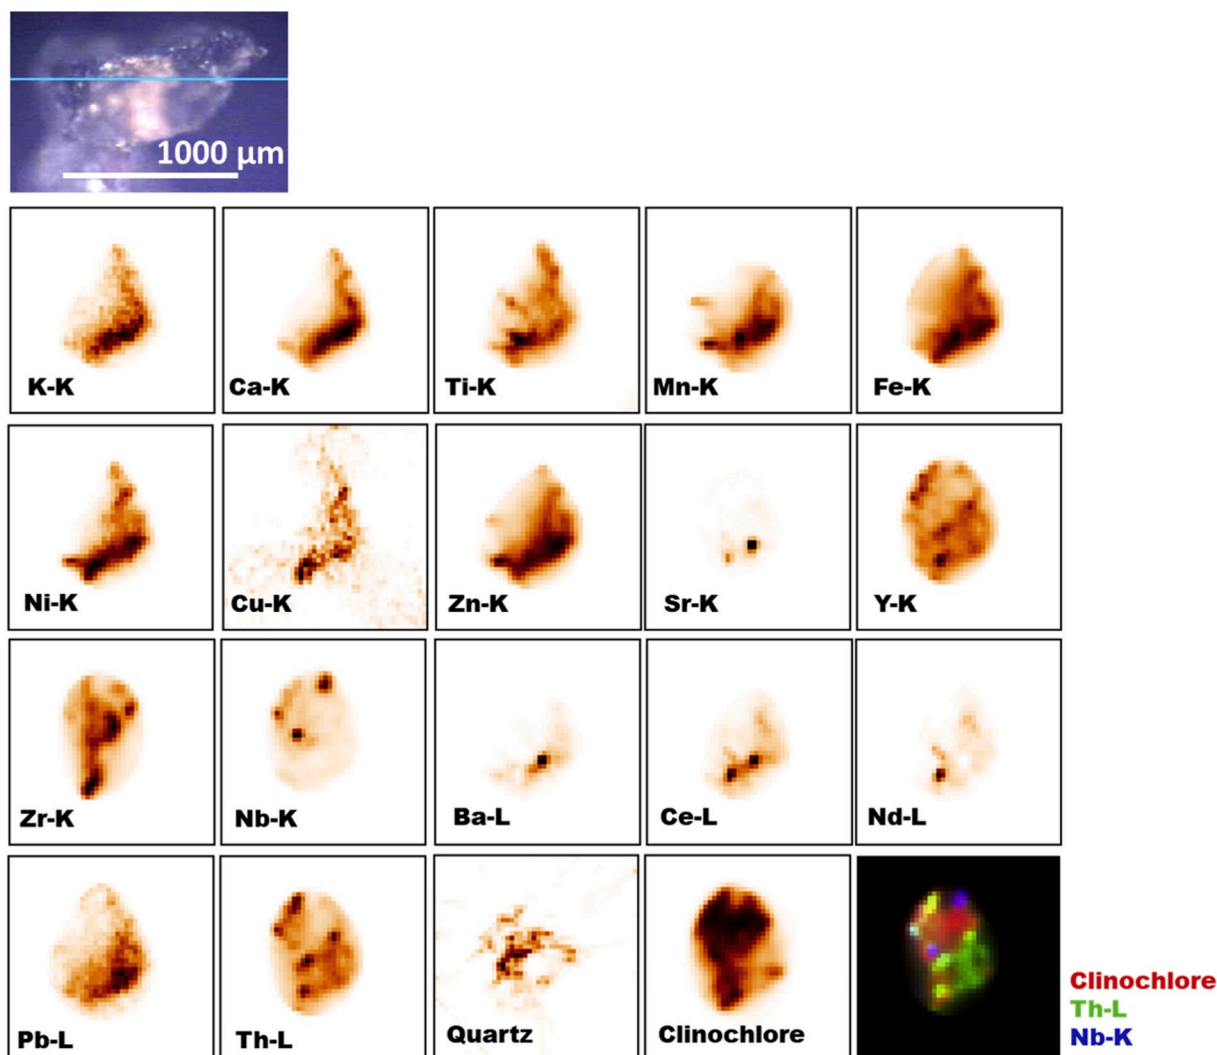 1000 µm
K-K
Ca-K
Ti-K
Mn-K
Fe-K
Ni-K
Cu-K
Zn-K
Sr-K
Y-K
Zr-K
Nb-K
Ba-L
Ce-L
Nd-L
Pb-L
Th-L
Quartz
Clinochlore
Clinochlore
Th-L
Nb-K